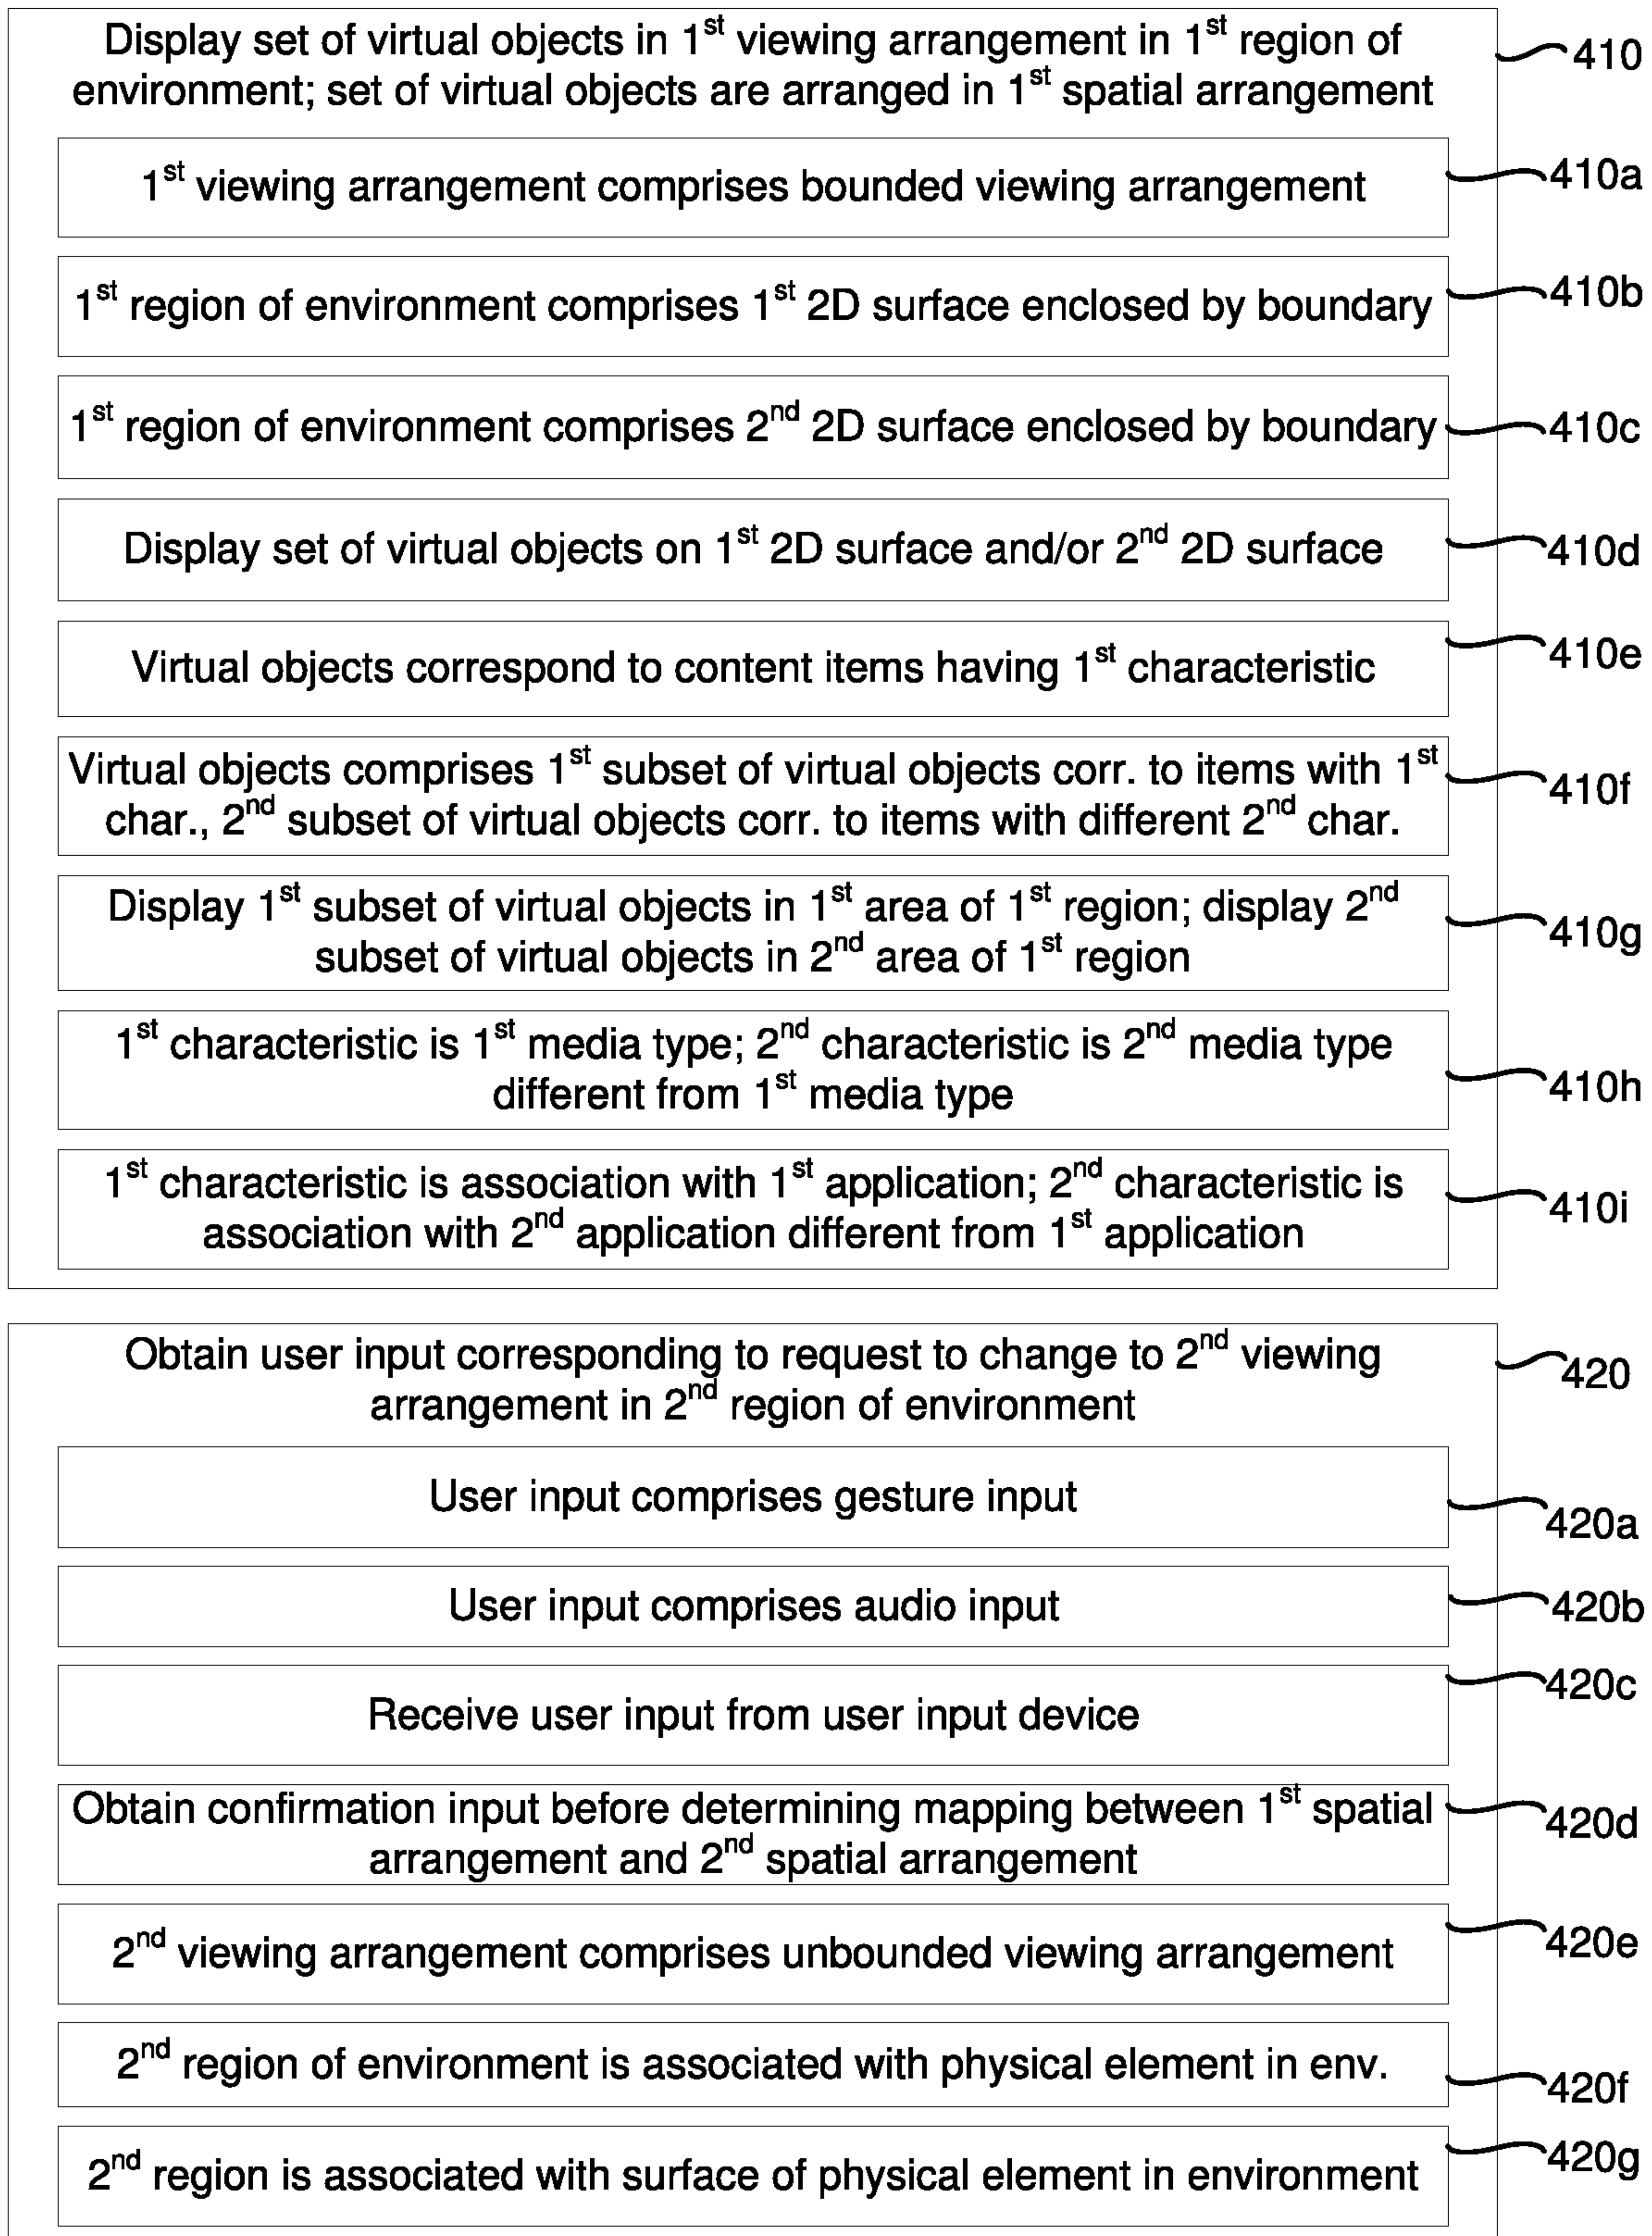 Display set of virtual objects in 1st viewing arrangement in 1st region of
environment; set of virtual objects are arranged in 1st spatial arrangement
410
1st viewing arrangement comprises bounded viewing arrangement
410a
1st region of environment comprises 1st 2D surface enclosed by boundary
410b
1st region of environment comprises 2nd 2D surface enclosed by boundary
410c
Display set of virtual objects on 1st 2D surface and/or 2nd 2D surface
410d
Virtual objects correspond to content items having 1st characteristic
410e
Virtual objects comprises 1st subset of virtual objects corr. to items with 1st
char., 2nd subset of virtual objects corr. to items with different 2nd char.
410f
Display 1st subset of virtual objects in 1st area of 1st region; display 2nd
subset of virtual objects in 2nd area of 1st region
410g
1st characteristic is 1st media type; 2nd characteristic is 2nd media type
different from 1st media type
410h
1st characteristic is association with 1st application; 2nd characteristic is
association with 2nd application different from 1st application
410i
Obtain user input corresponding to request to change to 2nd viewing
arrangement in 2nd region of environment
420
User input comprises gesture input
420a
User input comprises audio input
420b
Receive user input from user input device
420c
Obtain confirmation input before determining mapping between 1st spatial
arrangement and 2nd spatial arrangement
420d
2nd viewing arrangement comprises unbounded viewing arrangement
420e
2nd region of environment is associated with physical element in env.
420f
2nd region is associated with surface of physical element in environment
420g